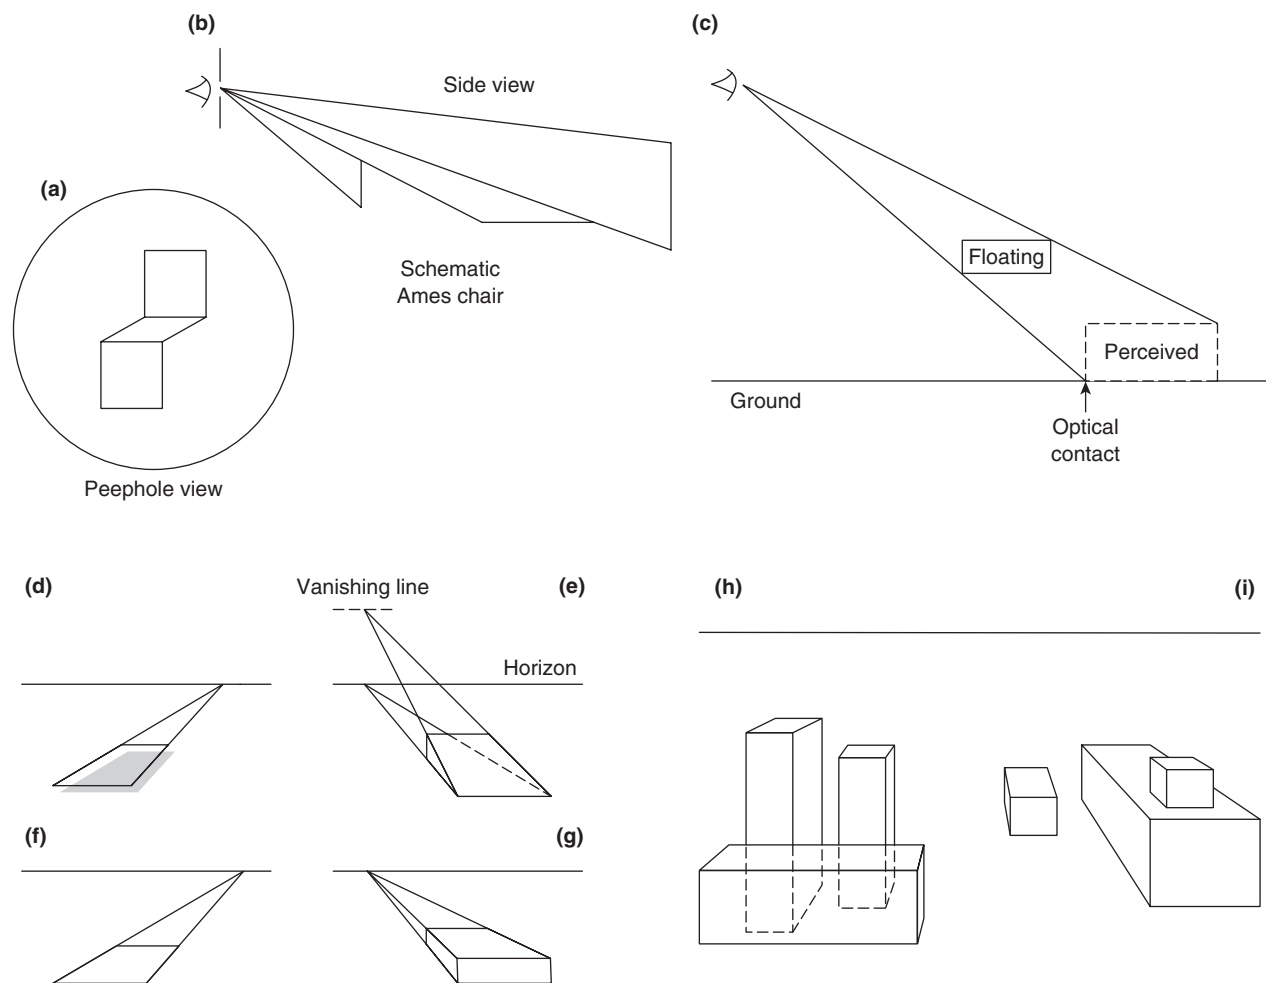 (b)
(c)
Side view
(a)
Schematic
Ames chair
Floating
Perceived
Ground
Optical
contact
Peephole view
(d)
Vanishing line
(e)
(h)
(i)
Horizon
(f)
(g)